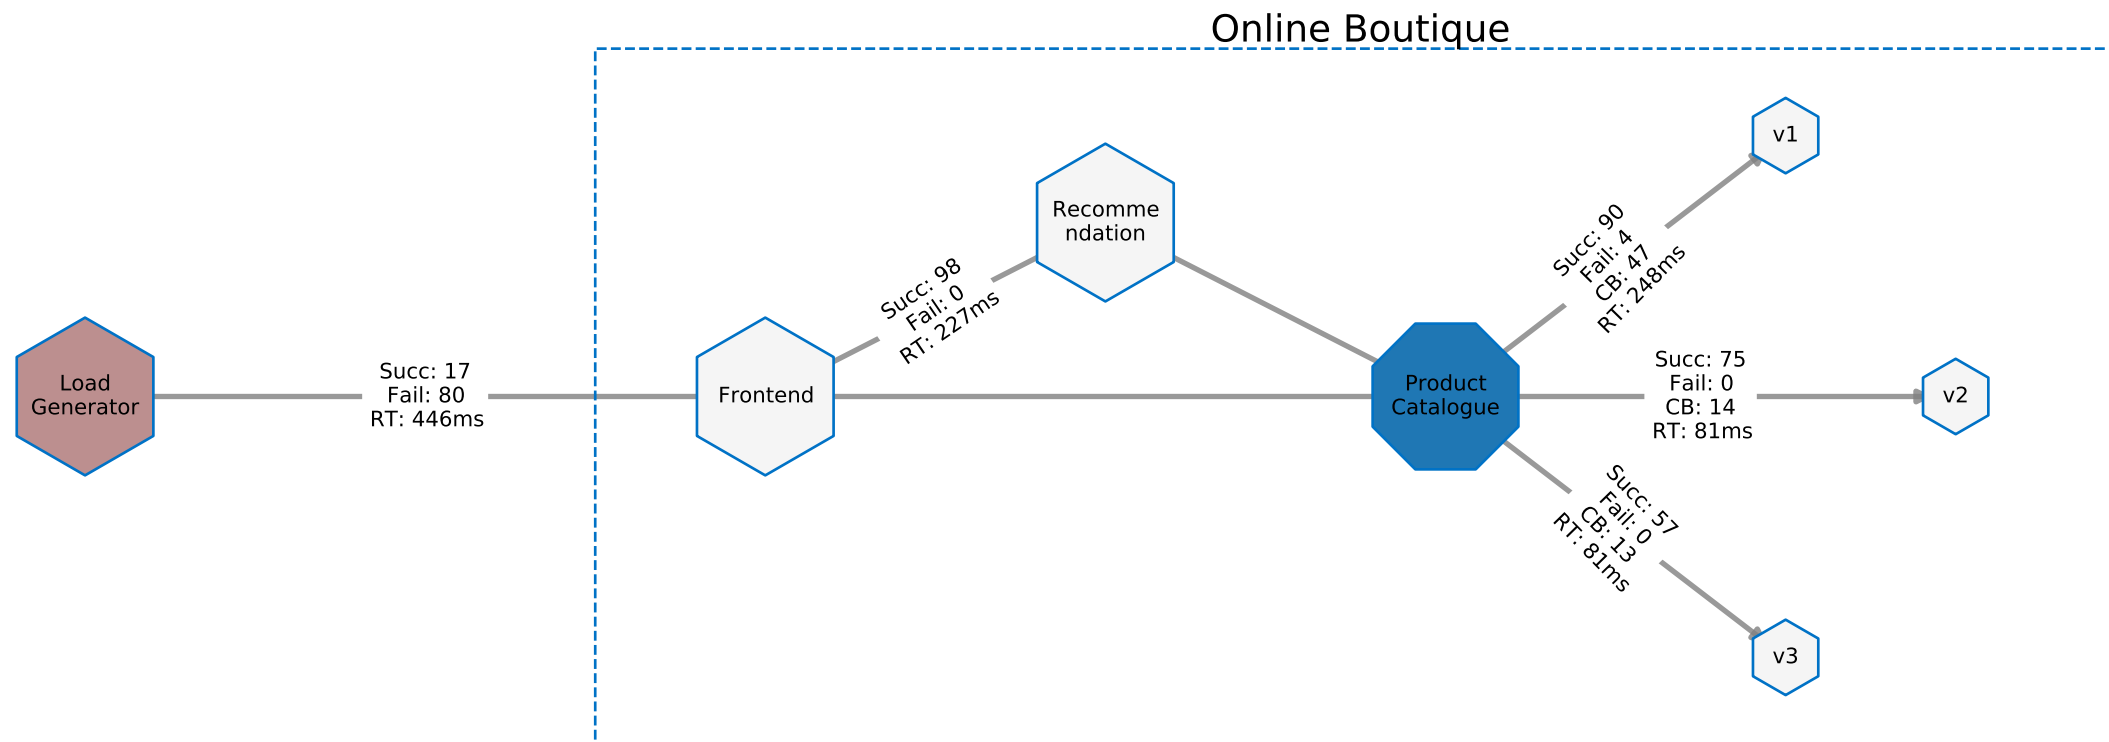 Online Boutique
Load
Generator
Succ: 17
Fail: 80
RT: 446ms
Frontend
Succ: 98
Fail: 0
RT: 227ms
Recomme
ndation
Product
Catalogue
Succ: 90
Fail: 4
CB: 47
RT: 248ms
v1
Succ: 75
Fail: 0
CB: 14
RT: 81ms
v2
Succ: 57
Fail: 0
CB: 13
RT: 81ms
v3